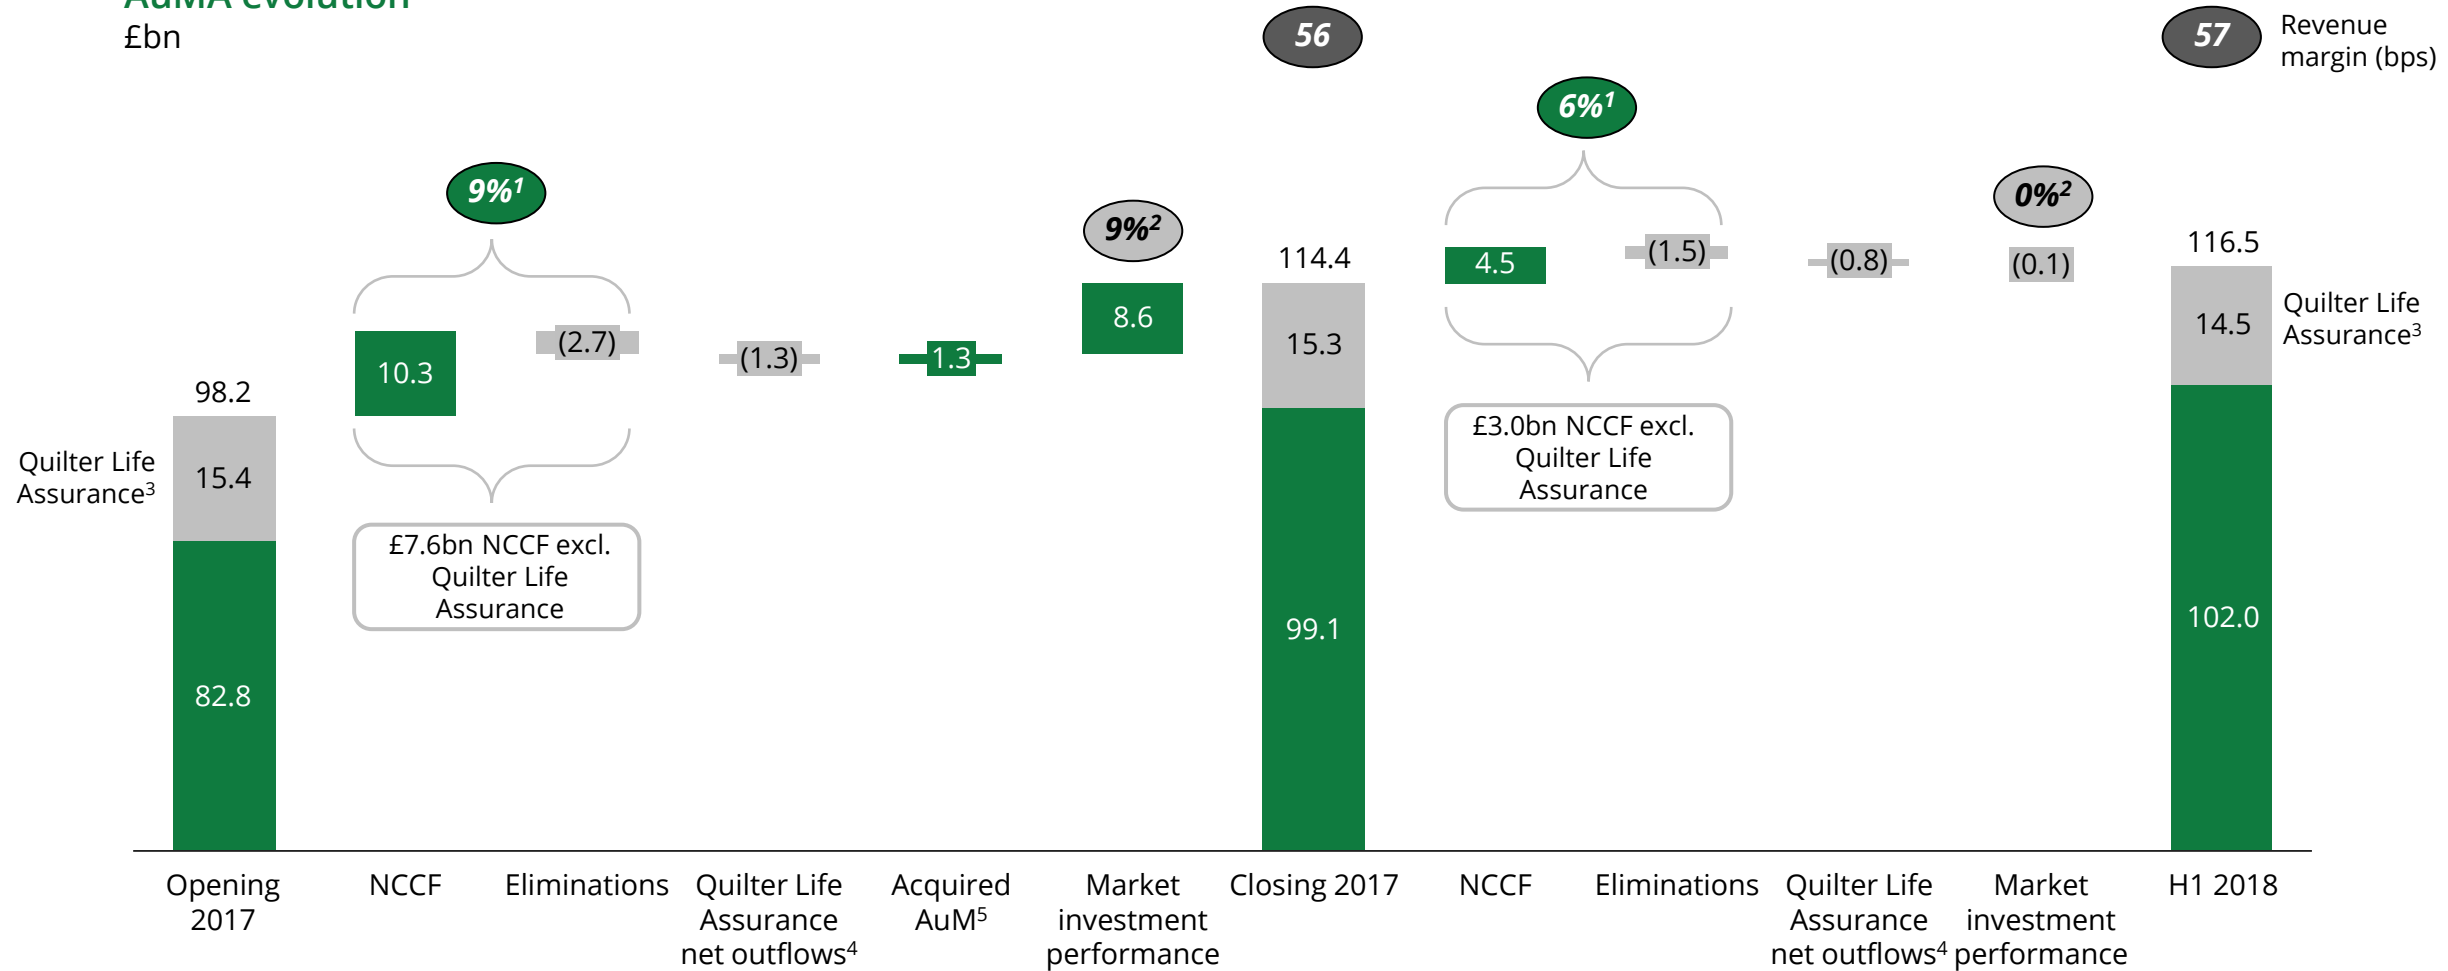 AuMA evolution
£bn
56
57
Revenue
margin (bps)
6%¹
9%¹
9%²
0%²
98.2
Quilter Life
Assurance³
15.4
82.8
10.3
(2.7)
£7.6bn NCCF excl.
Quilter Life
Assurance
(1.3)
1.3
8.6
114.4
15.3
99.1
4.5
(1.5)
£3.0bn NCCF excl.
Quilter Life
Assurance
(0.8)
(0.1)
116.5
14.5
102.0
Quilter Life
Assurance³
Opening
2017
NCCF
Eliminations
Quilter Life
Assurance
net outflows⁴
Acquired
AuM⁵
Market
investment
performance
Closing 2017
NCCF
Eliminations
Quilter Life
Assurance
net outflows⁴
Market
investment
performance
H1 2018